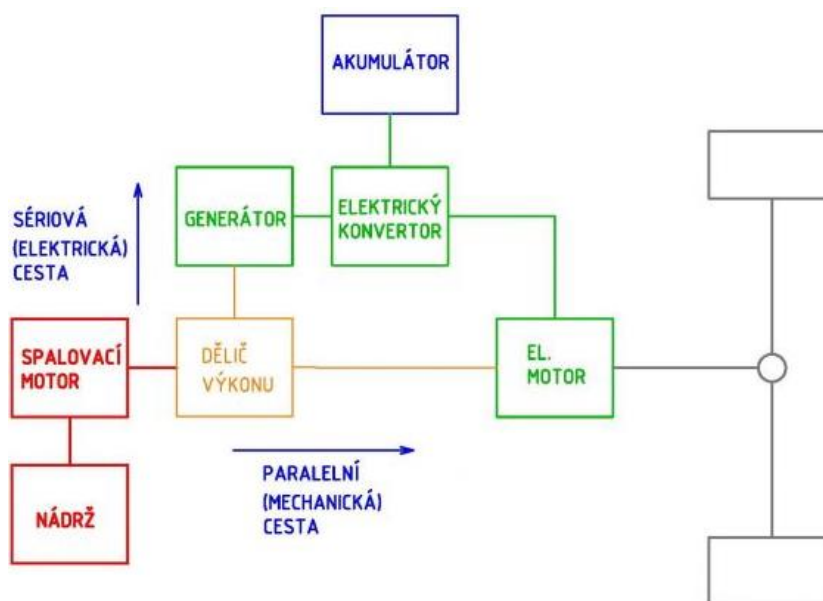 AKUMULÁTOR
GENERÁTOR
ELEKTRICKÝ
KONVERTOR
SÉRIOVÁ
(ELEKTRICKÁ)
CESTA
SPALOVACÍ
MOTOR
DĚLIČ
VÝKONU
EL.
MOTOR
PARALELNÍ
(MECHANICKÁ)
CESTA
NÁDRŽ